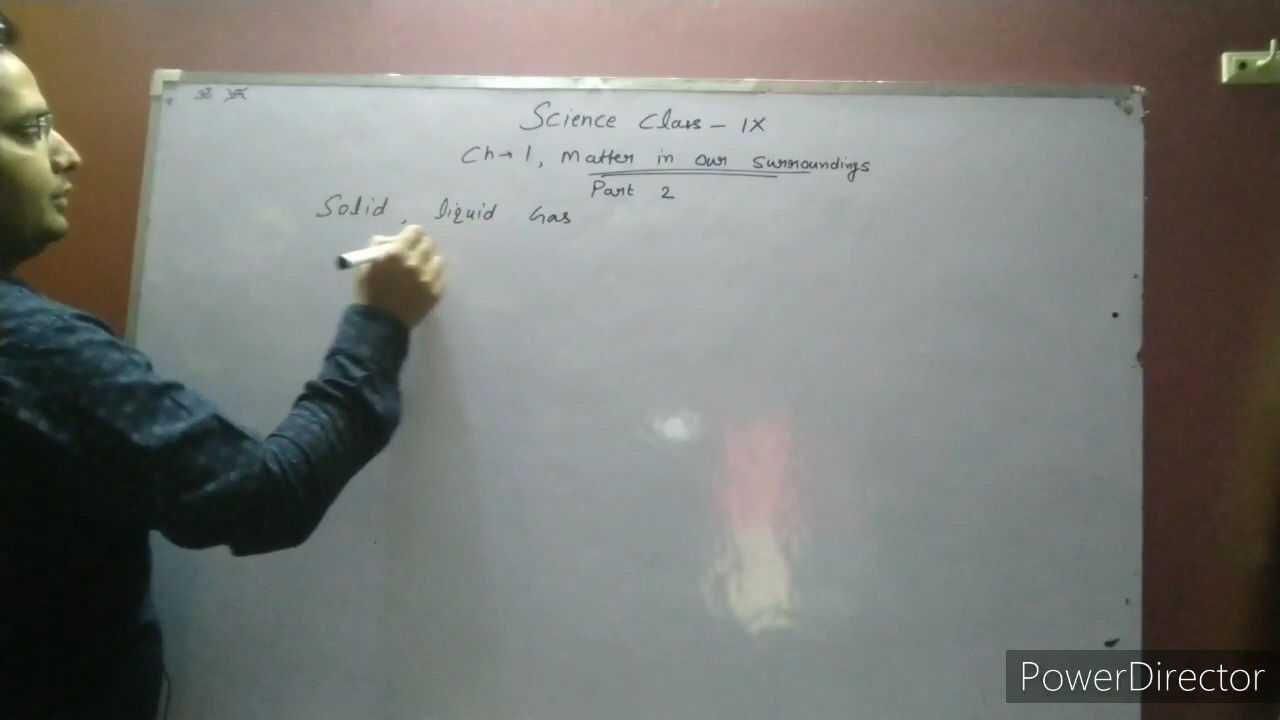 Science Class - IX
Ch → 1, Matter in our surroundings
Part 2
Solid, liquid Gas
PowerDirector